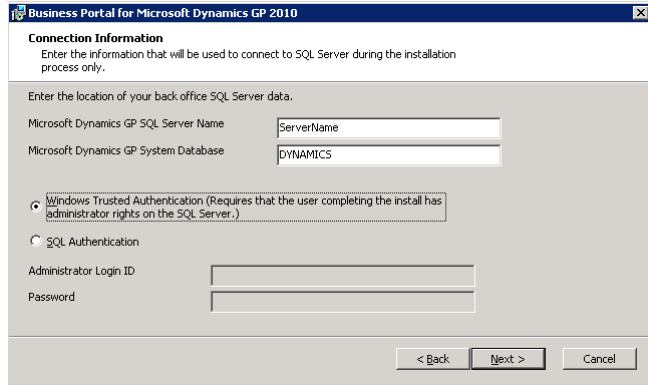 Business Portal for Microsoft Dynamics GP 2010
Connection Information
Enter the information that will be used to connect to SQL Server during the installation
process only.
Enter the location of your back office SQL Server data.
Microsoft Dynamics GP SQL Server Name
ServerName
Microsoft Dynamics GP System Database
DYNAMICS
Windows Trusted Authentication (Requires that the user completing the install has
administrator rights on the SQL Server.)
SQL Authentication
Administrator Login ID
Password
< Back Next > Cancel